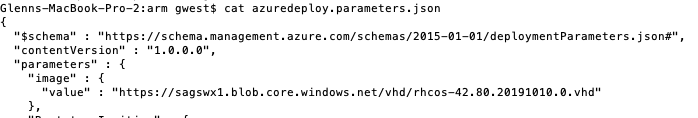 Glenns-MacBook-Pro-2:arm gwest$ cat azuredeploy.parameters.json
{
"$schema" : "https://schema.management.azure.com/schemas/2015-01-01/deploymentParameters.json#",
"contentVersion" : "1.0.0.0",
"parameters" : {
"image" : {
"value" : "https://sagswx1.blob.core.windows.net/vhd/rhcos-42.80.20191010.0.vhd"
},